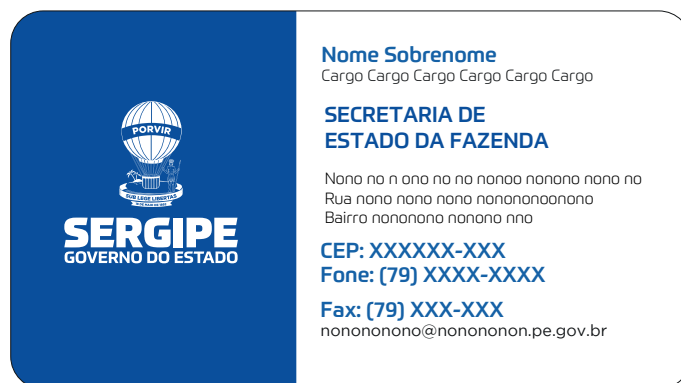 PORVIR
SUB LEGE LIBERTAS
SERGIPE
GOVERNO DO ESTADO
Nome Sobrenome
Cargo Cargo Cargo Cargo Cargo Cargo
SECRETARIA DE
ESTADO DA FAZENDA
Nono no n ono no no nonoo nonono nono no
Rua nono nono nono nonononoonono
Bairro nononono nonono nno
CEP: XXXXXX-XXX
Fone: (79) XXXX-XXXX
Fax: (79) XXX-XXX
nonononono@nonononon.pe.gov.br